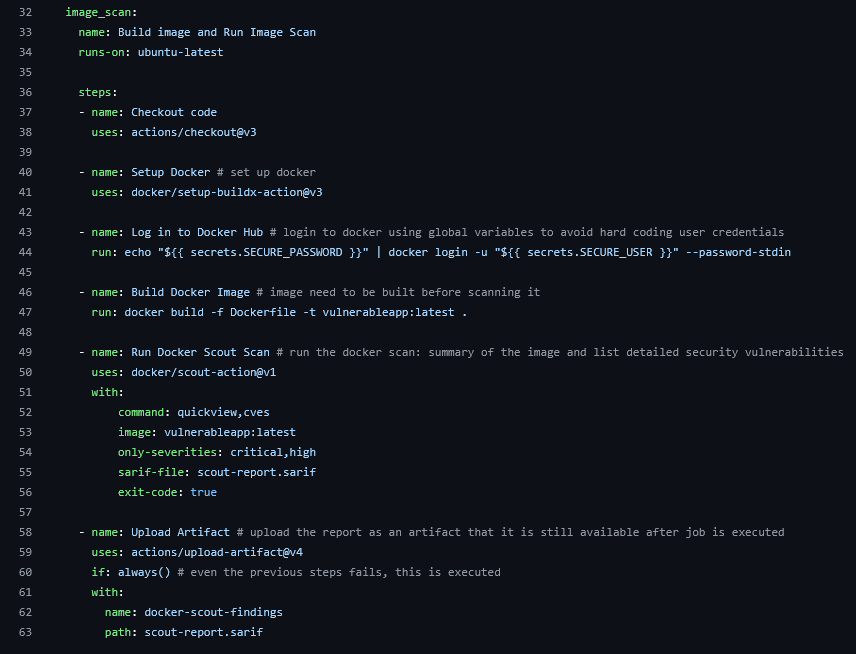 32 image_scan:
33 name: Build image and Run Image Scan
34 runs-on: ubuntu-latest
35
36 steps:
37 - name: Checkout code
38 uses: actions/checkout@v3
39
40 - name: Setup Docker # set up docker
41 uses: docker/setup-buildx-action@v3
42
43 - name: Log in to Docker Hub # login to docker using global variables to avoid hard coding user credentials
44 run: echo "${{ secrets.SECURE_PASSWORD }}" | docker login -u "${{ secrets.SECURE_USER }}" --password-stdin
45
46 - name: Build Docker Image # image need to be built before scanning it
47 run: docker build -f Dockerfile -t vulnerableapp:latest .
48
49 - name: Run Docker Scout Scan # run the docker scan: summary of the image and list detailed security vulnerabilities
50 uses: docker/scout-action@v1
51 with:
52 command: quickview,cves
53 image: vulnerableapp:latest
54 only-severities: critical,high
55 sarif-file: scout-report.sarif
56 exit-code: true
57
58 - name: Upload Artifact # upload the report as an artifact that it is still available after job is executed
59 uses: actions/upload-artifact@v4
60 if: always() # even the previous steps fails, this is executed
61 with:
62 name: docker-scout-findings
63 path: scout-report.sarif